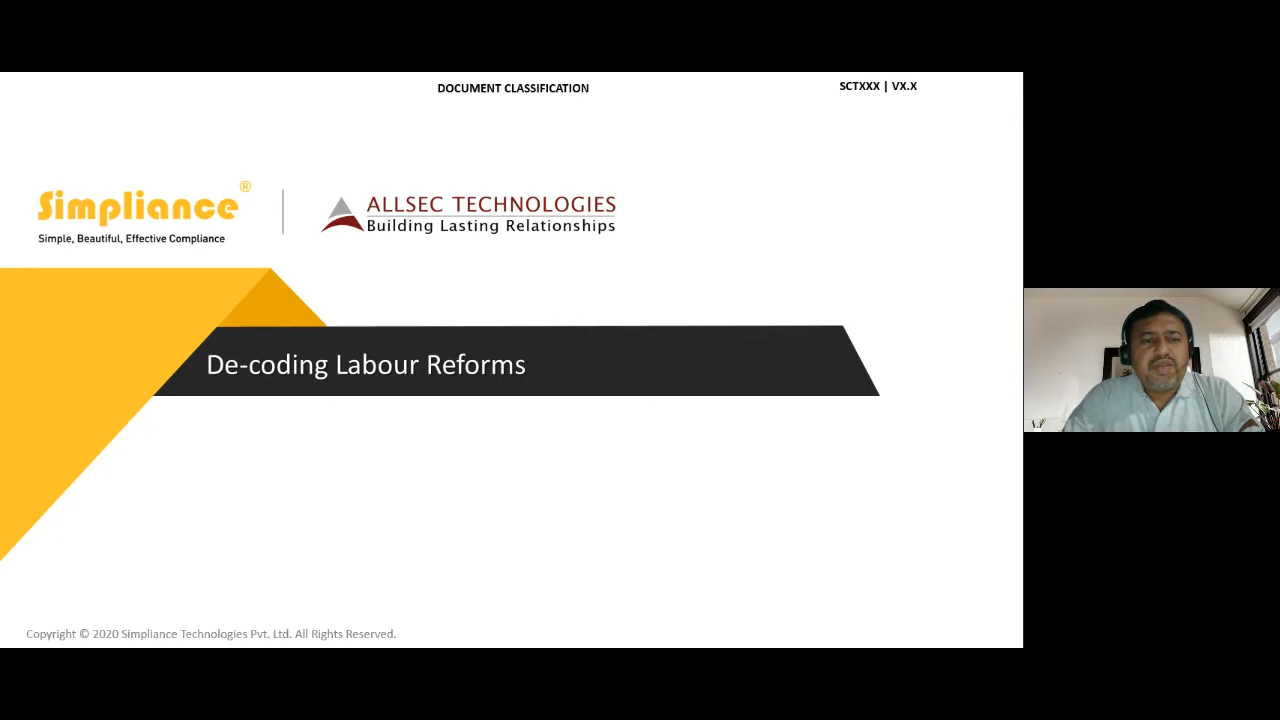 DOCUMENT CLASSIFICATION
SCTXXX | VX.X
Simpliance®
Simple, Beautiful, Effective Compliance
ALLSEC TECHNOLOGIES
Building Lasting Relationships
De-coding Labour Reforms
Copyright © 2020 Simpliance Technologies Pvt. Ltd. All Rights Reserved.